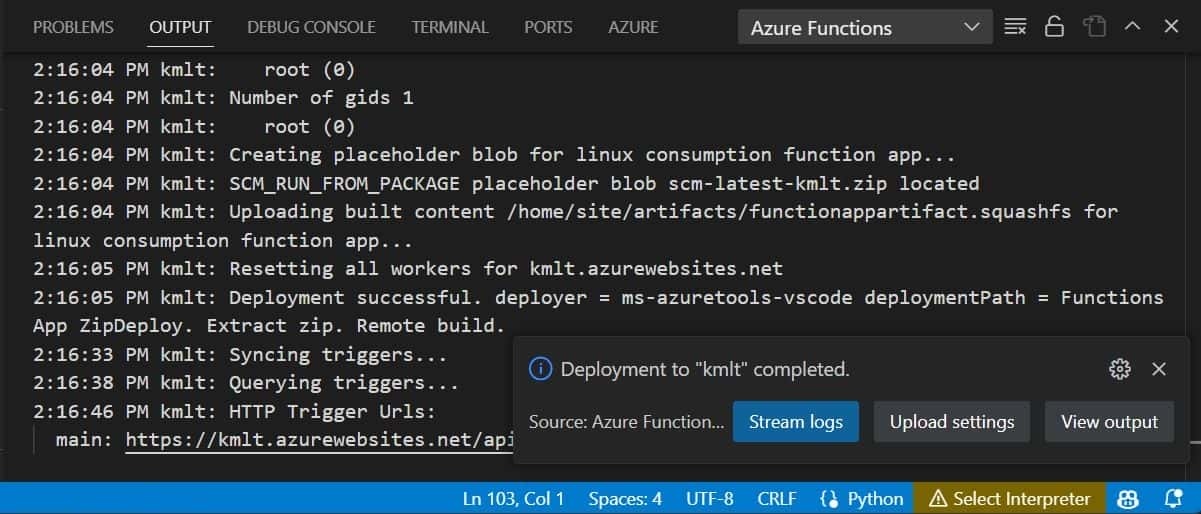 PROBLEMS OUTPUT DEBUG CONSOLE TERMINAL PORTS AZURE Azure Functions
2:16:04 PM kmlt:    root (0)
2:16:04 PM kmlt: Number of gids 1
2:16:04 PM kmlt:    root (0)
2:16:04 PM kmlt: Creating placeholder blob for linux consumption function app...
2:16:04 PM kmlt: SCM_RUN_FROM_PACKAGE placeholder blob scm-latest-kmlt.zip located
2:16:04 PM kmlt: Uploading built content /home/site/artifacts/functionappartifact.squashfs for
linux consumption function app...
2:16:05 PM kmlt: Resetting all workers for kmlt.azurewebsites.net
2:16:05 PM kmlt: Deployment successful. deployer = ms-azuretools-vscode deploymentPath = Functions
App ZipDeploy. Extract zip. Remote build.
2:16:33 PM kmlt: Syncing triggers...
2:16:38 PM kmlt: Querying triggers...
2:16:46 PM kmlt: HTTP Trigger Urls:
main: https://kmlt.azurewebsites.net/api
Deployment to "kmlt" completed.
Source: Azure Function... Stream logs Upload settings View output
Ln 103, Col 1 Spaces: 4 UTF-8 CRLF Python Select Interpreter